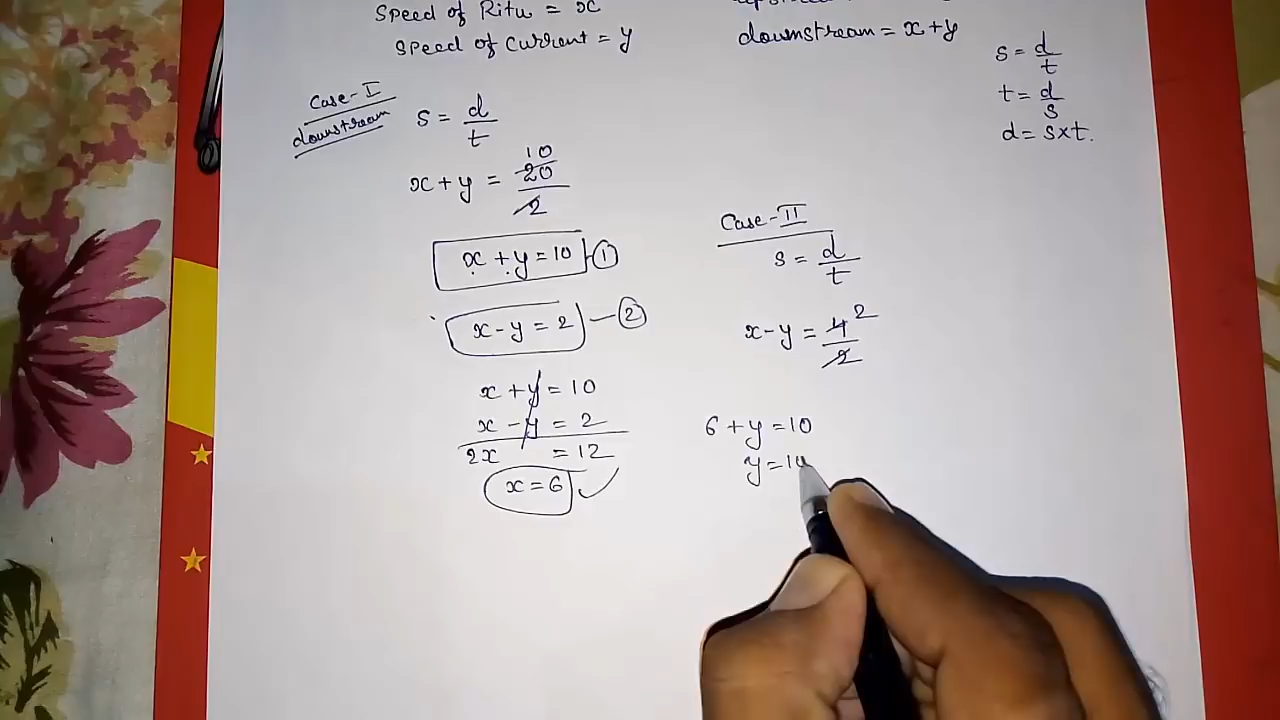 Speed of Ritu = x
Speed of Current = y
downstream = x+y
s = d/t
t = d/s
d = s×t.
Case-I
downstream
s = d/t
10
x+y = 20/2
x+y=10 ①
x-y=2 — ②
x+y=10
x-y=2
2x =12
x=6 ✓
Case-II
s = d/t
x-y = 4/2 2
6+y=10
y=10